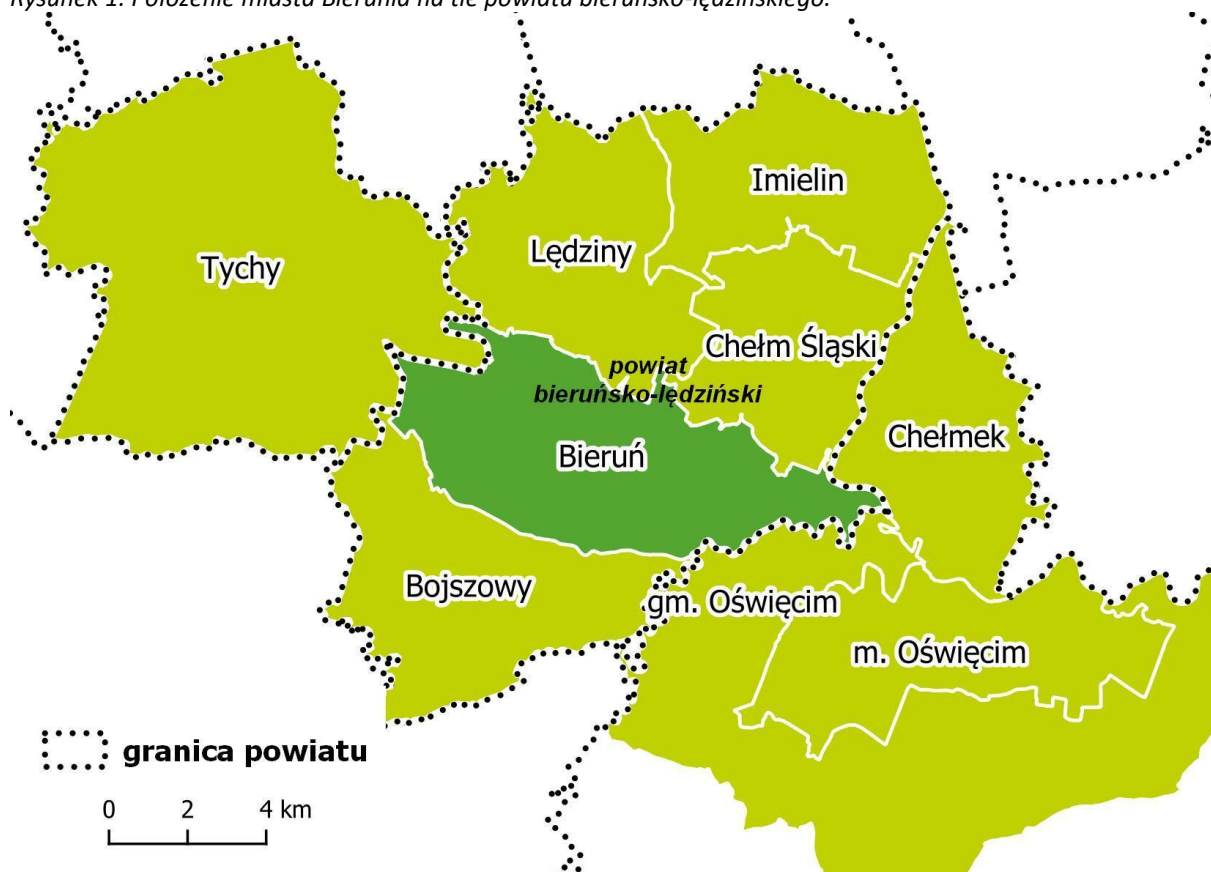 Rysunek 1. Położenie miasta Bierunia na tle powiatu bieruńsko-lędzińskiego.
Imielin
Tychy
Lędziny
Chełm Śląski
powiat
bieruńsko-lędziński
Chełmek
Bieruń
Bojszowy
gm. Oświęcim
m. Oświęcim
granica powiatu
0 2 4 km